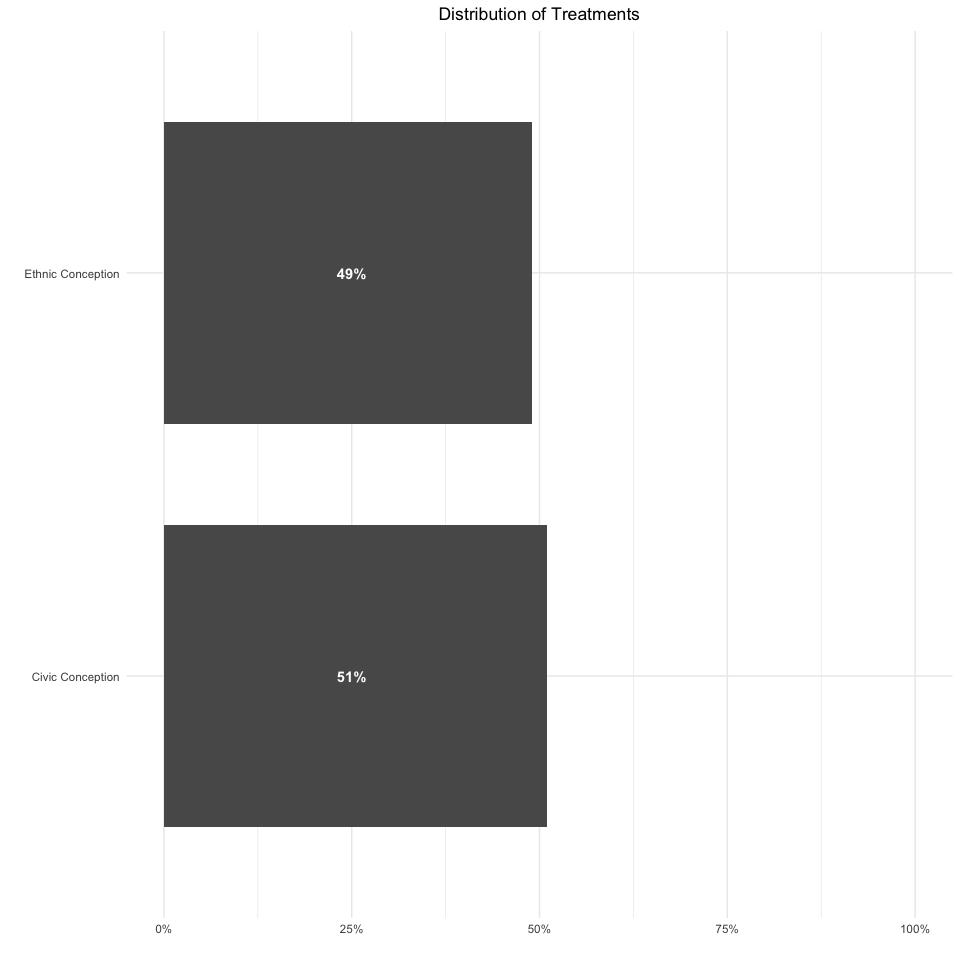 Distribution of Treatments
Ethnic Conception
49%
Civic Conception
51%
0% 25% 50% 75% 100%